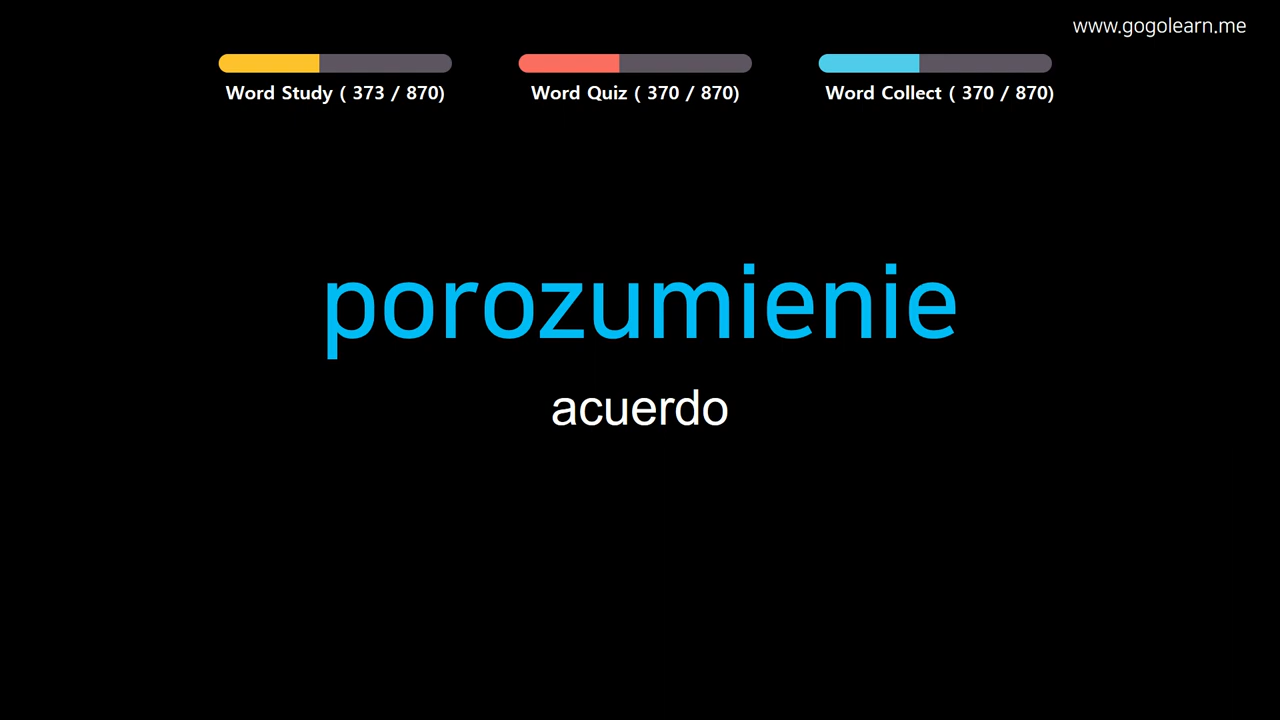 www.gogolearn.me
Word Study ( 373 / 870)
Word Quiz ( 370 / 870)
Word Collect ( 370 / 870)
porozumienie
acuerdo